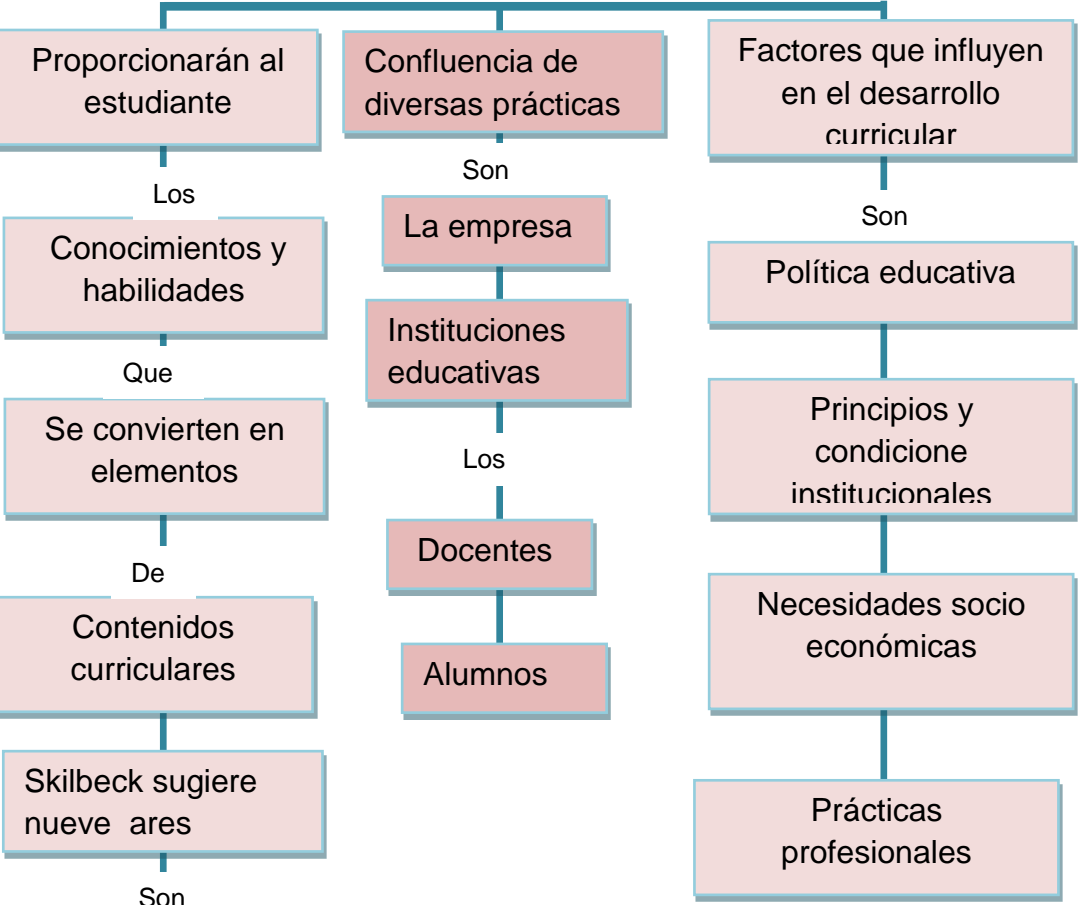 Proporcionarán al
estudiante
Los
Conocimientos y
habilidades
Que
Se convierten en
elementos
De
Contenidos
curriculares
Skilbeck sugiere
nueve ares
Son
Confluencia de
diversas prácticas
Son
La empresa
Instituciones
educativas
Los
Docentes
Alumnos
Factores que influyen
en el desarrollo
curricular
Son
Política educativa
Principios y
condicione
institucionales
Necesidades socio
económicas
Prácticas
profesionales